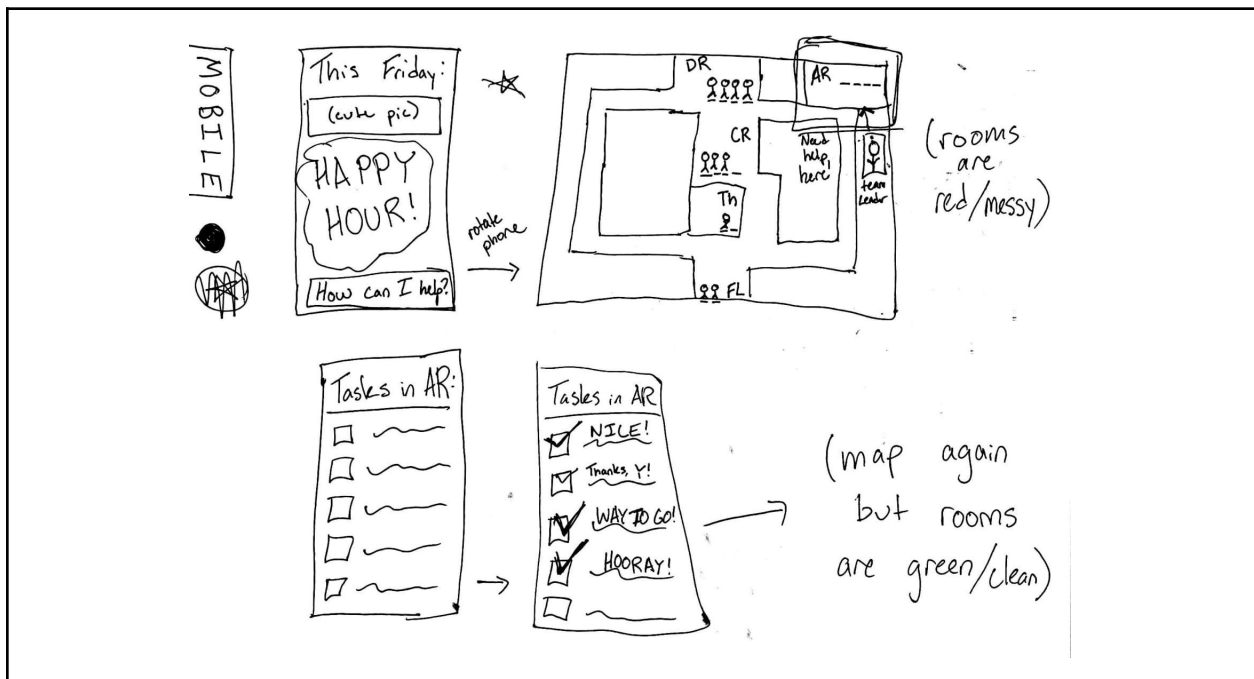 MOBILE
This Friday:
(cute pic)
HAPPY
HOUR!
How can I help?
rotate
phone
DR
AR
CR
Need
help
here!
team
leader
Th
FL
(rooms
are
red/messy)
Tasks in AR:
Tasks in AR
NICE!
Thanks, Y!
WAY TO GO!
HOORAY!
(map again
but rooms
are green/clean)